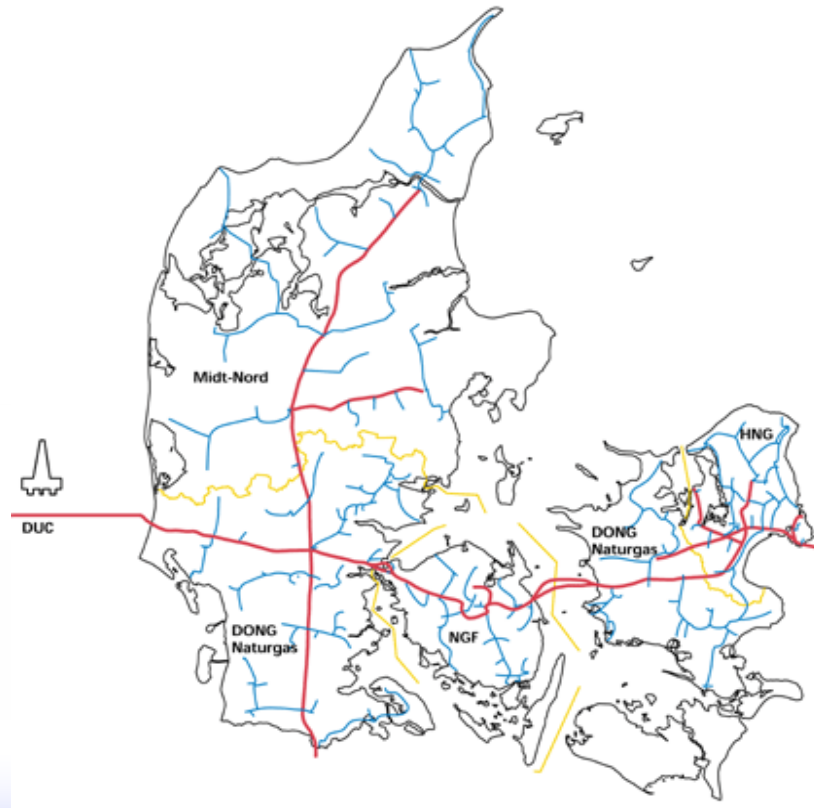 Midt-Nord
HNG
DUC
DONG
Naturgas
DONG
Naturgas
NGF